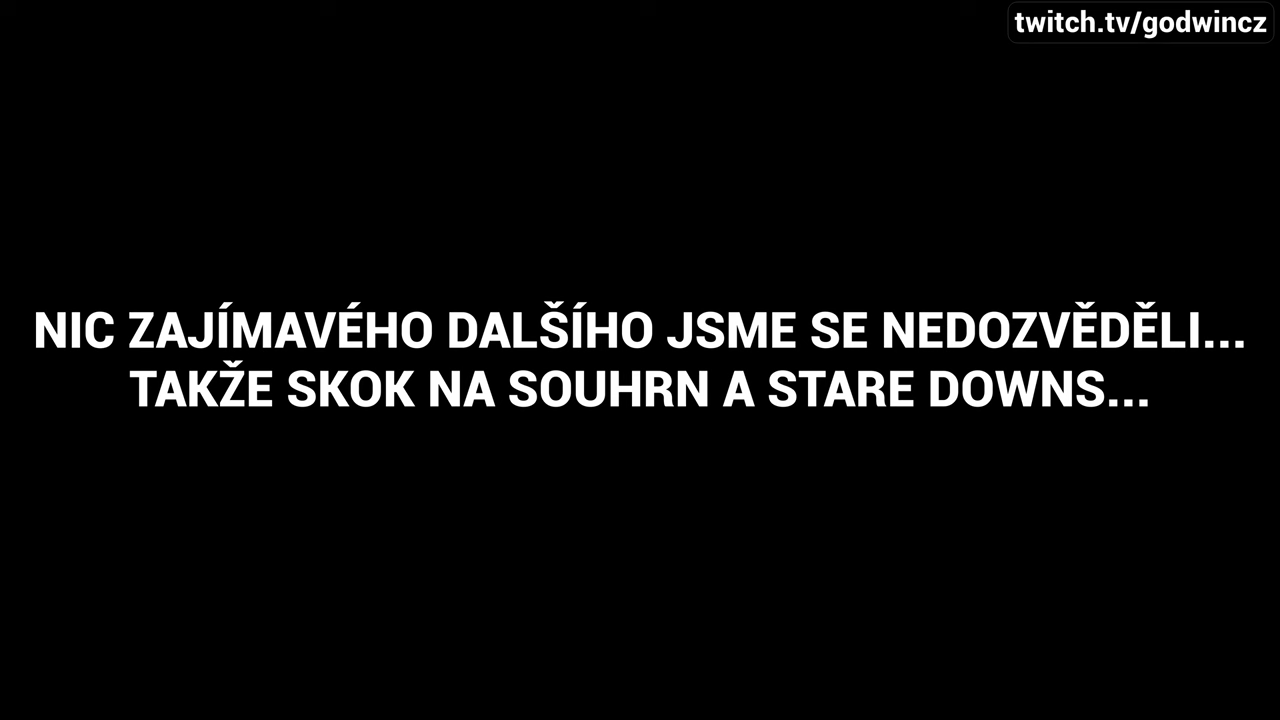 twitch.tv/godwincz
NIC ZAJÍMAVÉHO DALŠÍHO JSME SE NEDOZVĚDĚLI...
TAKŽE SKOK NA SOUHRN A STARE DOWNS...